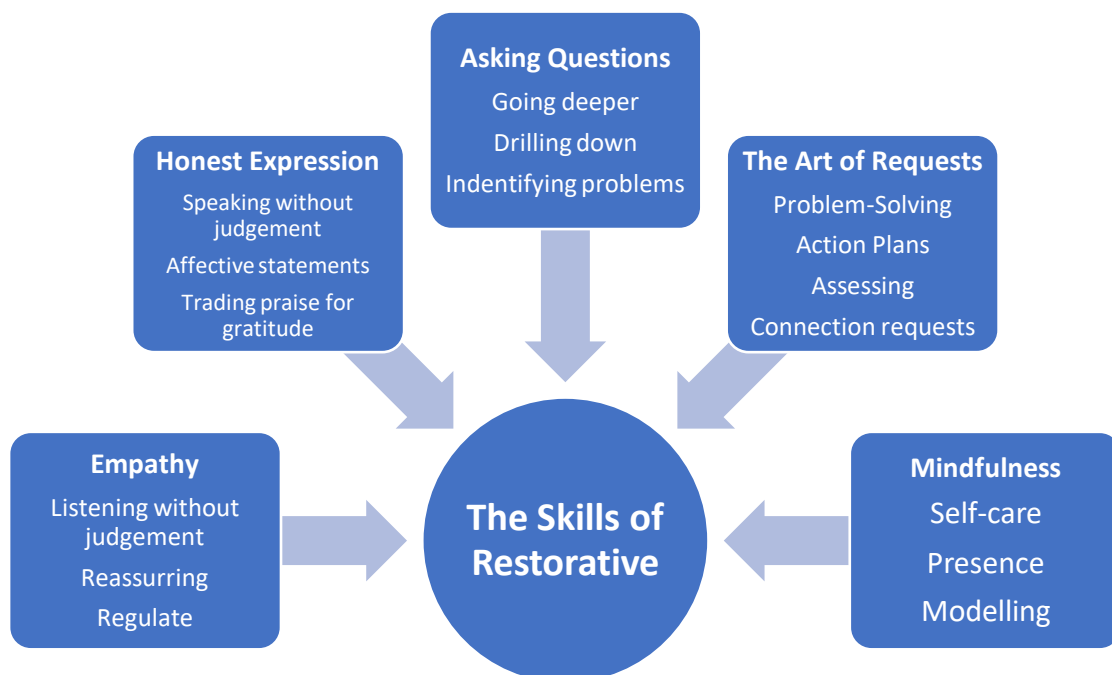 Asking Questions
Going deeper
Drilling down
Indentifying problems
Honest Expression
Speaking without
judgement
Affective statements
Trading praise for
gratitude
The Art of Requests
Problem-Solving
Action Plans
Assessing
Connection requests
Empathy
Listening without
judgement
Reassurring
Regulate
The Skills of
Restorative
Mindfulness
Self-care
Presence
Modelling